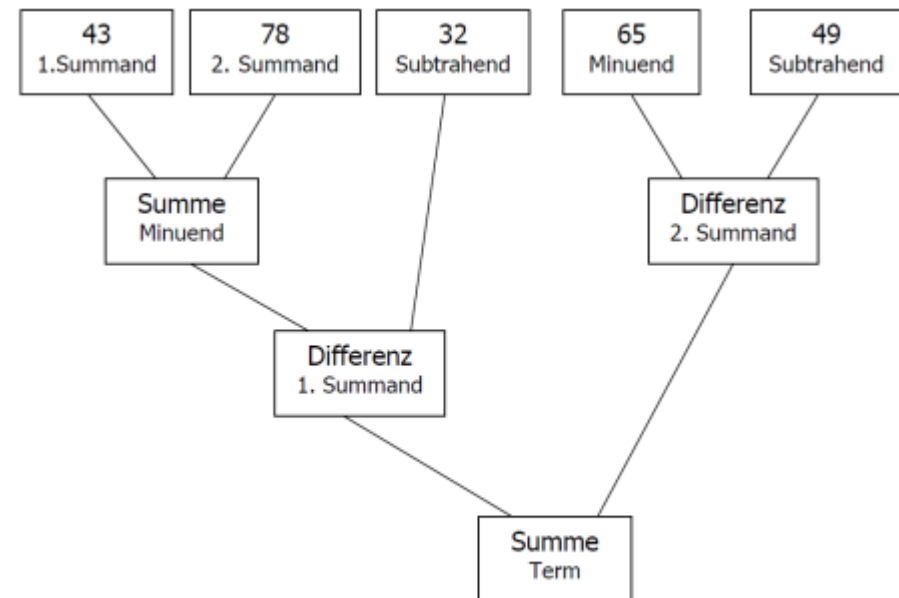 43
1.Summand
78
2. Summand
32
Subtrahend
65
Minuend
49
Subtrahend
Summe
Minuend
Differenz
2. Summand
Differenz
1. Summand
Summe
Term